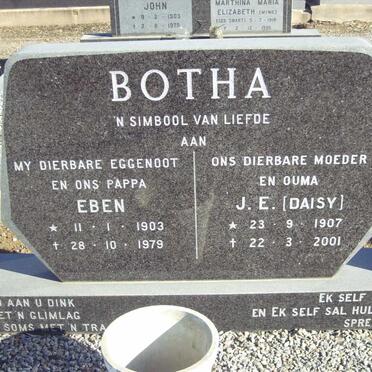 JOHN
MARTHINA MARIA
ELIZABETH
BOTHA
'N SIMBOOL VAN LIEFDE
AAN
MY DIERBARE EGGENOOT
EN ONS PAPPA
EBEN
★ 11 · 1 · 1903
✝ 28 · 10 · 1979
ONS DIERBARE MOEDER
EN OUMA
J. E. [DAISY]
★ 23 · 9 · 1907
✝ 22 · 3 · 2001
AAN U DINK
ET 'N GLIMLAG
SOMS MET 'N TRA
EK SELF
EN EK SELF SAL HUL
SPRE